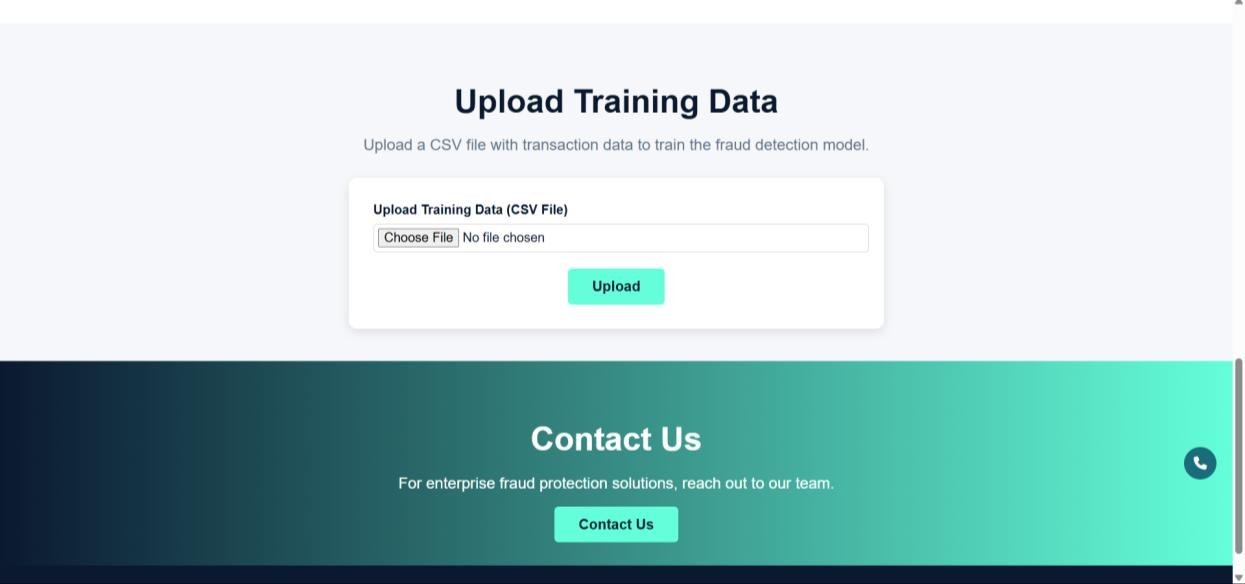 Upload Training Data
Upload a CSV file with transaction data to train the fraud detection model.
Upload Training Data (CSV File)
Choose File No file chosen
Upload
Contact Us
For enterprise fraud protection solutions, reach out to our team.
Contact Us